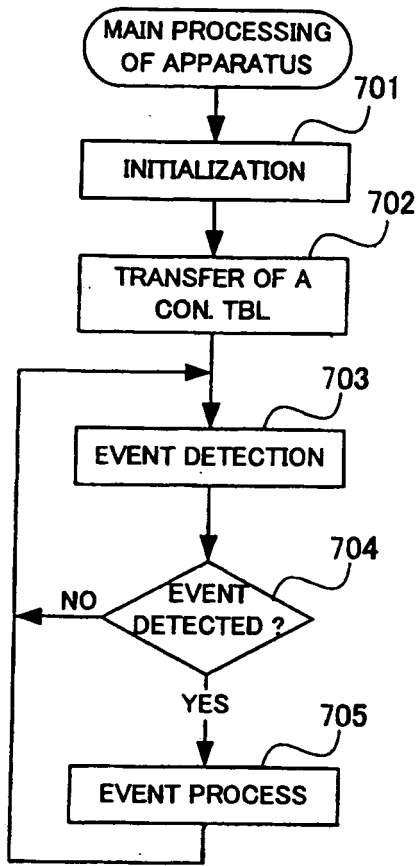 MAIN PROCESSING
OF APPARATUS
701
INITIALIZATION
702
TRANSFER OF A
CON. TBL
703
EVENT DETECTION
704
EVENT
DETECTED ?
NO
YES
705
EVENT PROCESS